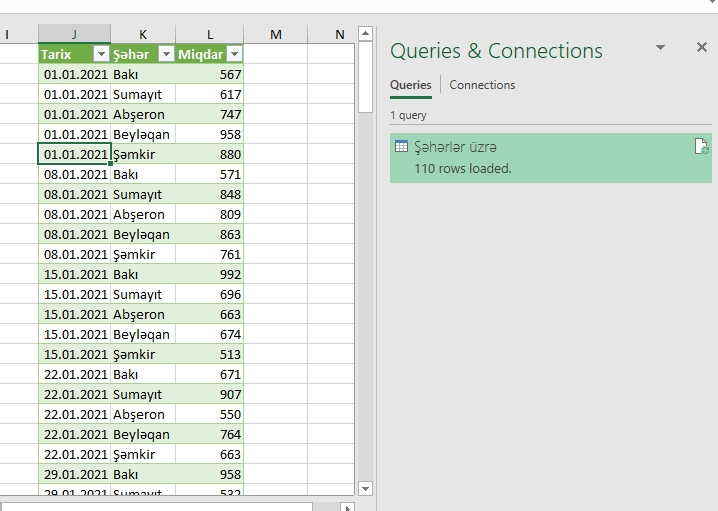 I J K L M N
Tarix Şəhər Miqdar
01.01.2021 Bakı 567
01.01.2021 Sumayıt 617
01.01.2021 Abşeron 747
01.01.2021 Beyləqan 958
01.01.2021 Şəmkir 880
08.01.2021 Bakı 571
08.01.2021 Sumayıt 848
08.01.2021 Abşeron 809
08.01.2021 Beyləqan 863
08.01.2021 Şəmkir 761
15.01.2021 Bakı 992
15.01.2021 Sumayıt 696
15.01.2021 Abşeron 663
15.01.2021 Beyləqan 674
15.01.2021 Şəmkir 513
22.01.2021 Bakı 671
22.01.2021 Sumayıt 907
22.01.2021 Abşeron 550
22.01.2021 Beyləqan 764
22.01.2021 Şəmkir 663
29.01.2021 Bakı 958
29.01.2021 Sumayıt 532
Queries & Connections
Queries Connections
1 query
Şəhərlər üzrə
110 rows loaded.